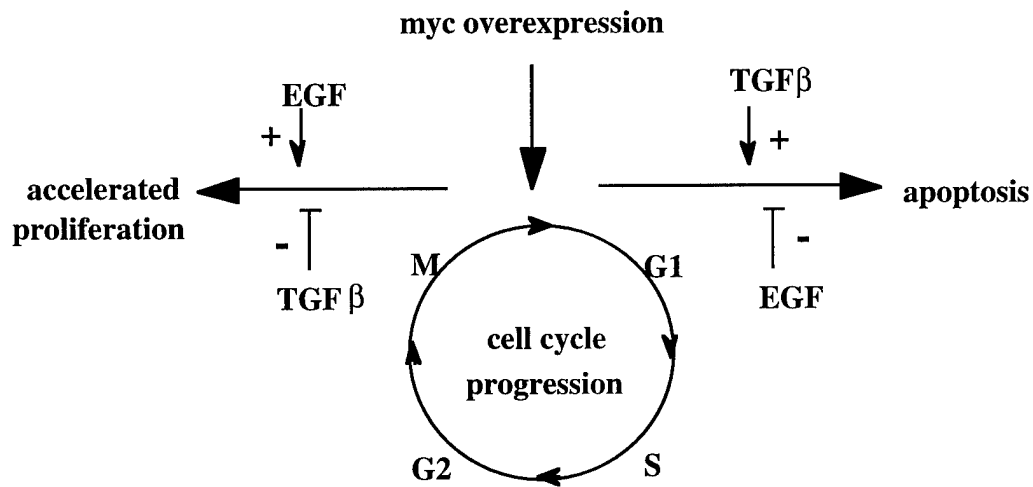 myc overexpression
EGF
TGFβ
+
+
accelerated
proliferation
apoptosis
-
-
TGF β
EGF
M
G1
cell cycle
progression
G2
S